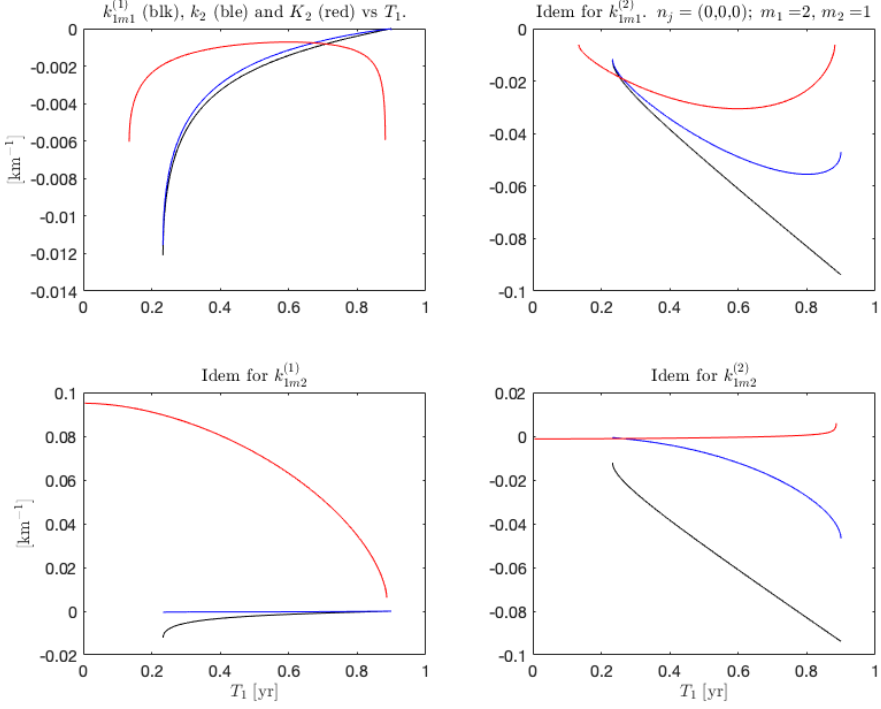 k_{1m1}^{(1)} (blk), k_2 (ble) and K_2 (red) vs T_1.
0
-0.002
-0.004
-0.006
-0.008
-0.01
-0.012
-0.014
[km^{-1}]
0 0.2 0.4 0.6 0.8 1
Idem for k_{1m1}^{(2)}. n_j = (0,0,0); m_1 =2, m_2 =1
0
-0.02
-0.04
-0.06
-0.08
-0.1
0 0.2 0.4 0.6 0.8 1
Idem for k_{1m2}^{(1)}
0.1
0.08
0.06
0.04
0.02
0
-0.02
[km^{-1}]
0 0.2 0.4 0.6 0.8 1
T_1 [yr]
Idem for k_{1m2}^{(2)}
0.02
0
-0.02
-0.04
-0.06
-0.08
-0.1
0 0.2 0.4 0.6 0.8 1
T_1 [yr]